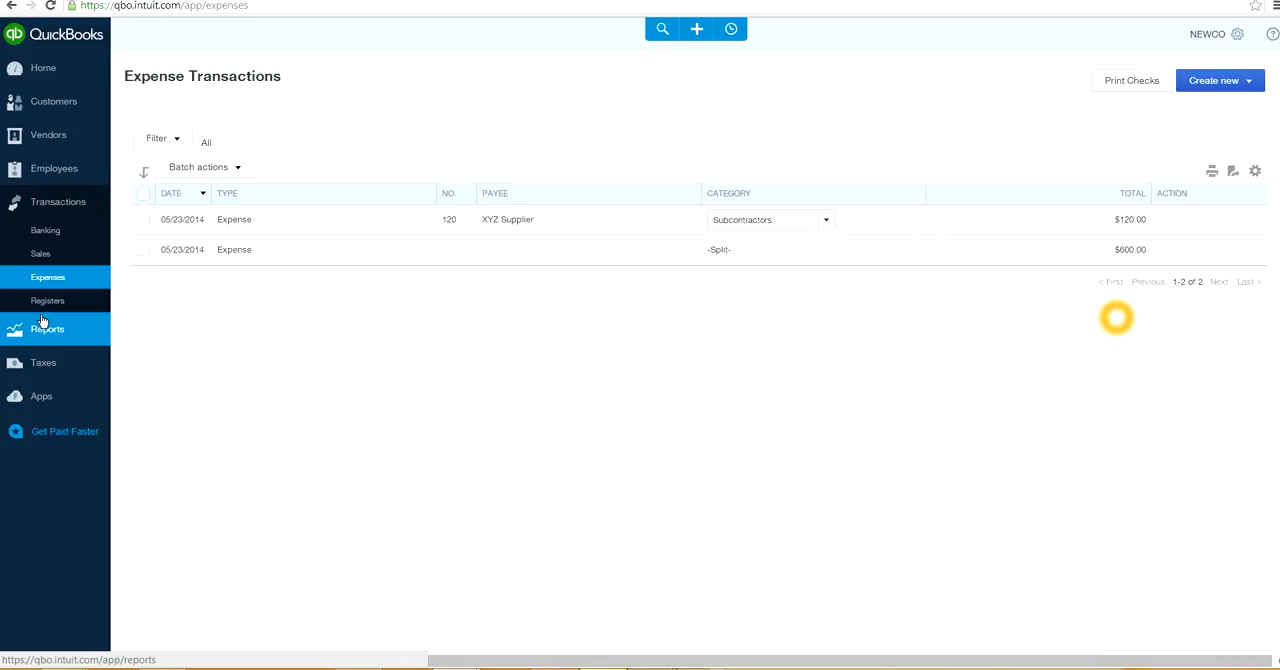 https://qbo.intuit.com/app/expenses
qb QuickBooks
NEWCO
?
Home
Customers
Vendors
Employees
Transactions
Banking
Sales
Expenses
Registers
Reports
Taxes
Apps
Get Paid Faster
Expense Transactions
Print Checks
Create new
Filter
All
Batch actions
DATE TYPE NO. PAYEE CATEGORY TOTAL ACTION
05/23/2014 Expense 120 XYZ Supplier Subcontractors $120.00
05/23/2014 Expense -Split- $600.00
< First Previous 1-2 of 2 Next Last >
https://qbo.intuit.com/app/reports